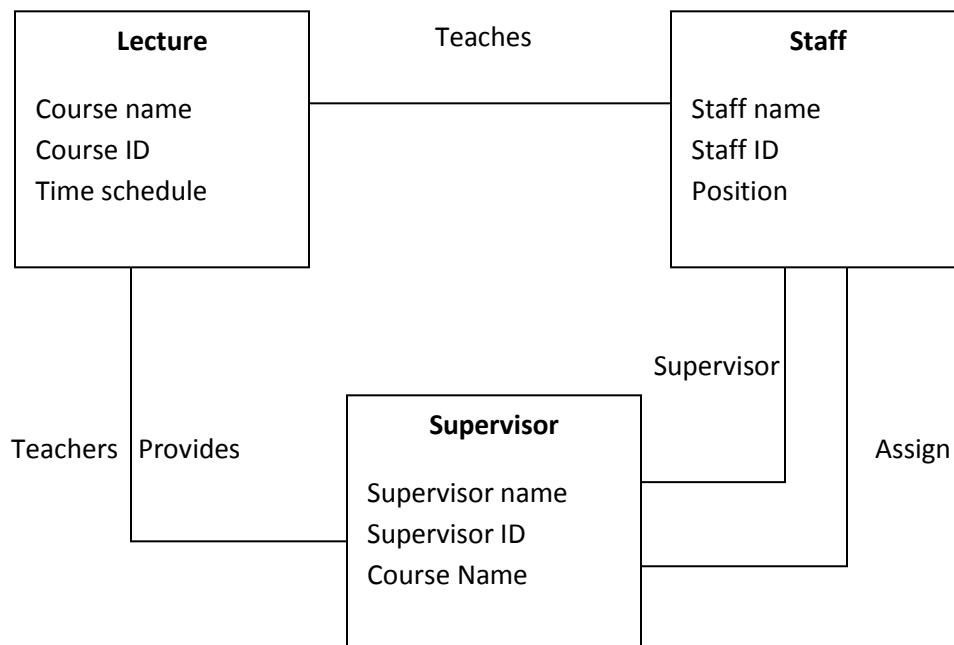 Lecture
Course name
Course ID
Time schedule
Teaches
Staff
Staff name
Staff ID
Position
Teachers
Provides
Supervisor
Supervisor name
Supervisor ID
Course Name
Supervisor
Assign